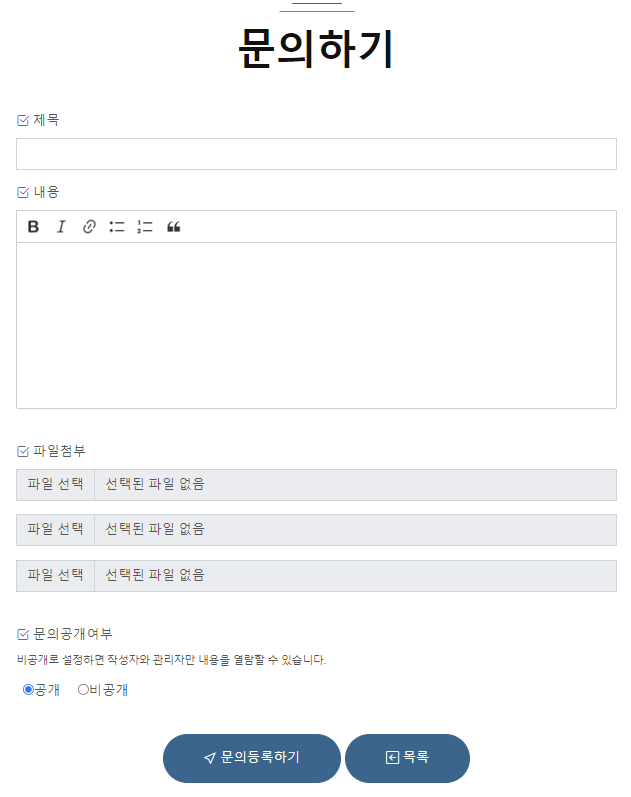 문의하기
제목
내용
B I
파일첨부
파일 선택 선택된 파일 없음
파일 선택 선택된 파일 없음
파일 선택 선택된 파일 없음
문의공개여부
비공개로 설정하면 작성자와 관리자만 내용을 열람할 수 있습니다.
공개 비공개
문의등록하기 목록